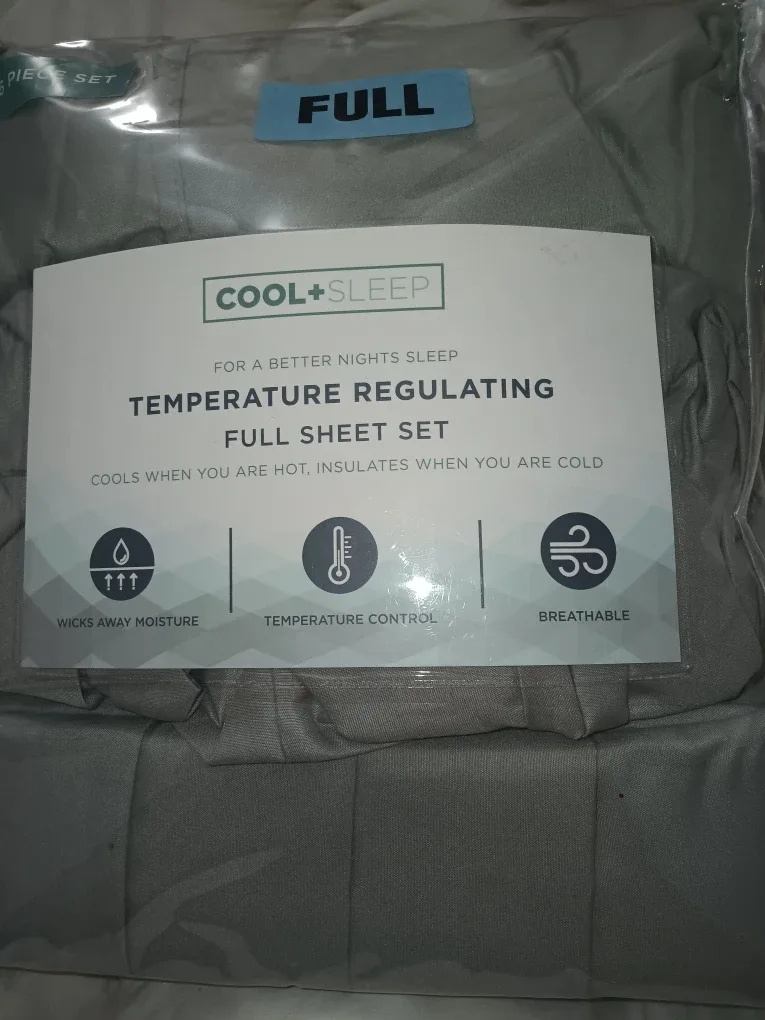 6 PIECE SET
FULL
COOL+SLEEP
FOR A BETTER NIGHTS SLEEP
TEMPERATURE REGULATING
FULL SHEET SET
COOLS WHEN YOU ARE HOT, INSULATES WHEN YOU ARE COLD
WICKS AWAY MOISTURE
TEMPERATURE CONTROL
BREATHABLE